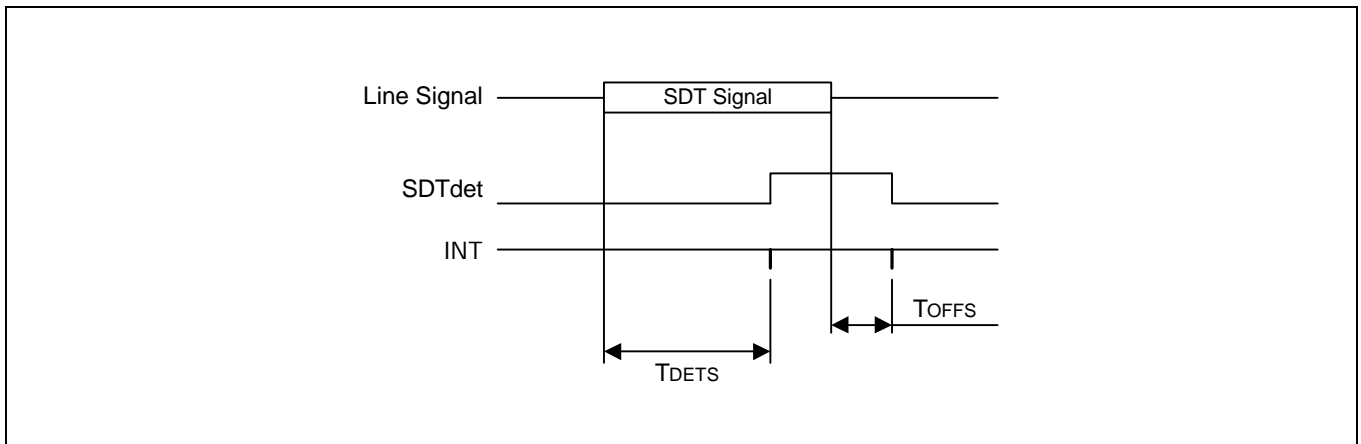 Line Signal
SDT Signal
SDTdet
INT
TOFFS
TDETS